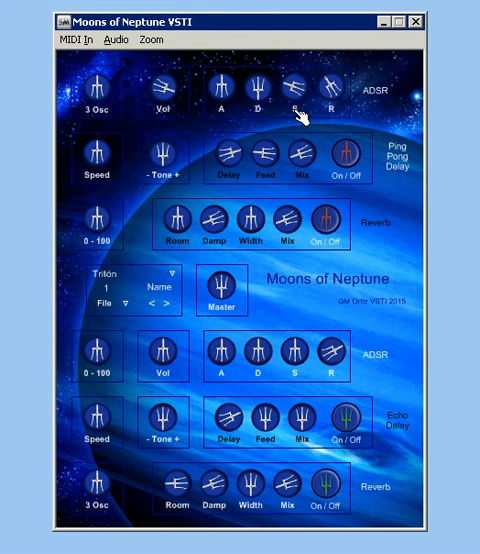 SM Moons of Neptune VSTI
MIDI In Audio Zoom
3 Osc Vol A D S R ADSR
Speed - Tone + Delay Feed Mix On / Off Ping Pong Delay
0 - 100 Room Damp Width Mix On / Off Reverb
Tritón
1 Name
File < >
Master
Moons of Neptune
GM Ortiz VSTI 2015
0 - 100 Vol A D S R ADSR
Speed - Tone + Delay Feed Mix On / Off Echo Delay
3 Osc Room Damp Width Mix On / Off Reverb